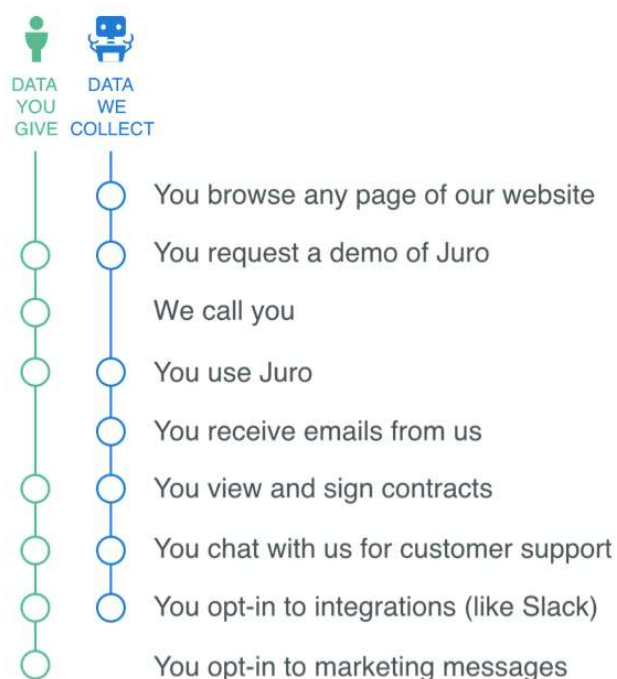 DATA
YOU
GIVE
DATA
WE
COLLECT
You browse any page of our website
You request a demo of Juro
We call you
You use Juro
You receive emails from us
You view and sign contracts
You chat with us for customer support
You opt-in to integrations (like Slack)
You opt-in to marketing messages